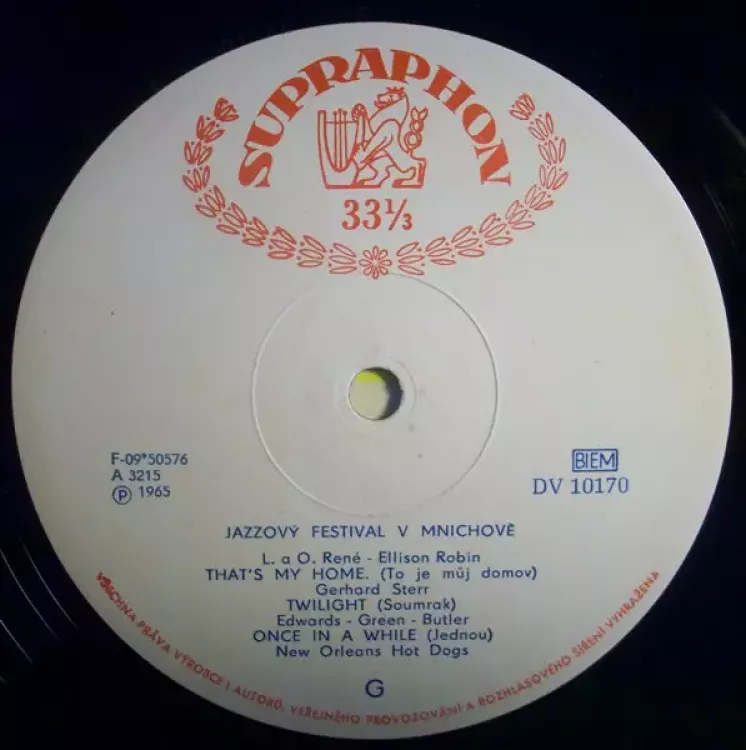 SUPRAPHON
33⅓
F-09*50576
A 3215
Ⓟ 1965
BIEM
DV 10170
JAZZOVÝ FESTIVAL V MNICHOVĚ
L. a O. René - Ellison Robin
THAT'S MY HOME. (To je můj domov)
Gerhard Sterr
TWILIGHT (Soumrak)
Edwards - Green - Butler
ONCE IN A WHILE (Jednou)
New Orleans Hot Dogs
G
VŠECHNA PRÁVA VÝROBCE I AUTORŮ, VEŘEJNÉHO PROVOZOVÁNÍ A ROZHLASOVÉHO ŠÍŘENÍ VYHRAŽENA